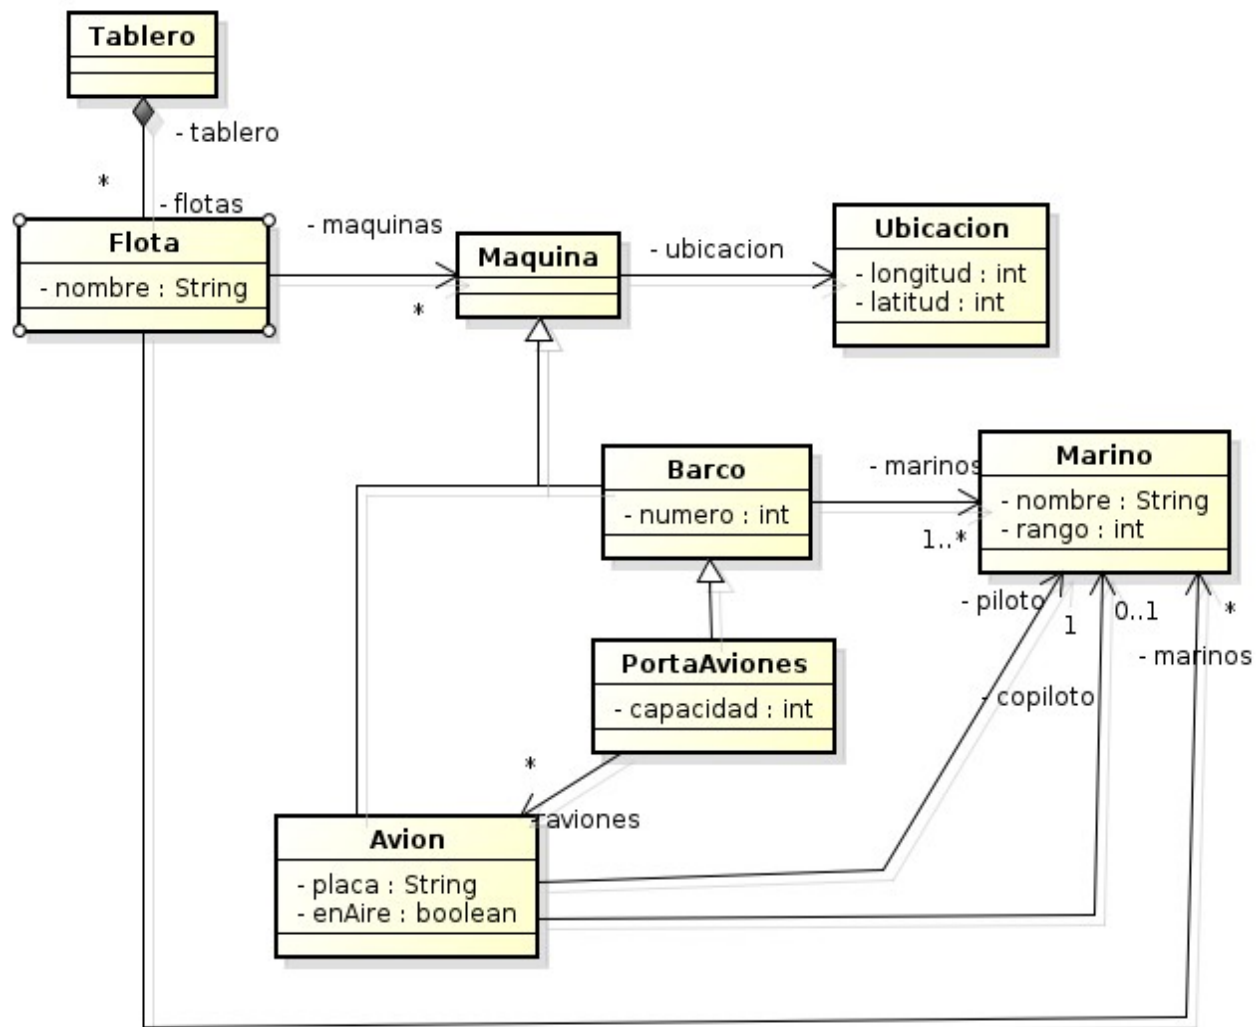 Tablero
- tablero
*
- flotas
Flota
- nombre : String
- maquinas
*
Maquina
- ubicacion
Ubicacion
- longitud : int
- latitud : int
Barco
- numero : int
- marinos
1..*
Marino
- nombre : String
- rango : int
- piloto
1
0..1
*
- marinos
- copiloto
PortaAviones
- capacidad : int
*
- aviones
Avion
- placa : String
- enAire : boolean